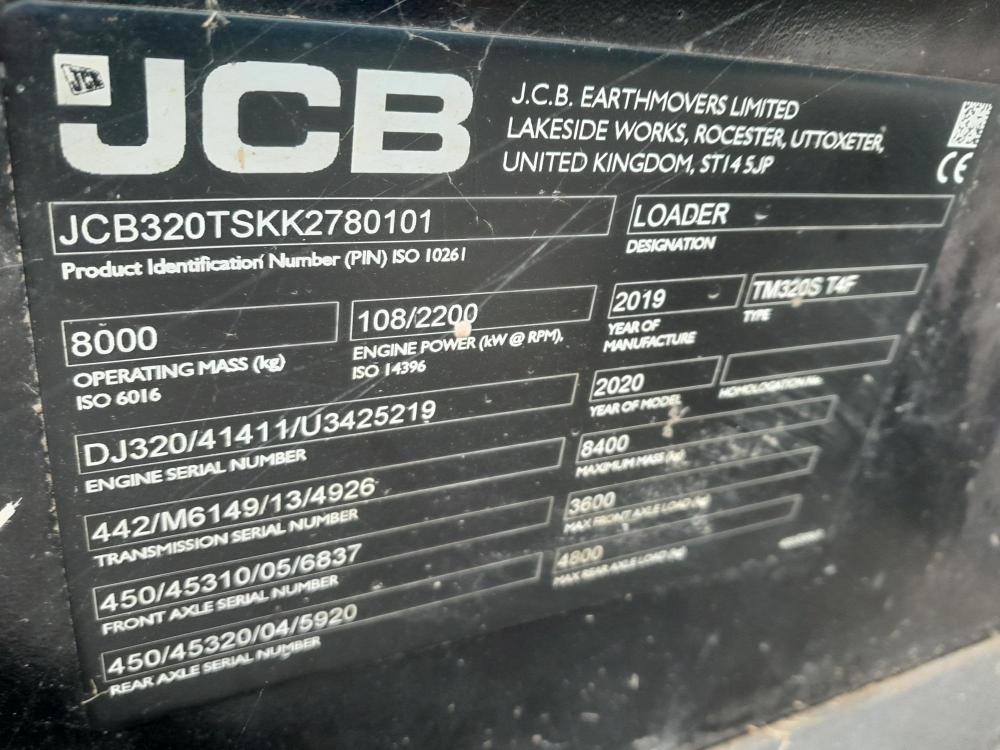 JCB
JCB
J.C.B. EARTHMOVERS LIMITED
LAKESIDE WORKS, ROCESTER, UTTOXETER,
UNITED KINGDOM, ST14 5JP
CE
JCB320TSKK2780101
Product Identification Number (PIN) ISO 10261
LOADER
DESIGNATION
8000
OPERATING MASS (kg)
ISO 6016
108/2200
ENGINE POWER (kW @ RPM),
ISO 14396
2019
YEAR OF
MANUFACTURE
TM320S T4F
TYPE
2020
YEAR OF MODEL
HOMOLOGATION No.
DJ320/41411/U3425219
ENGINE SERIAL NUMBER
8400
MAXIMUM MASS (kg)
442/M6149/13/4926
TRANSMISSION SERIAL NUMBER
3600
MAX FRONT AXLE LOAD (kg)
450/45310/05/6837
FRONT AXLE SERIAL NUMBER
4800
MAX REAR AXLE LOAD (kg)
450/45320/04/5920
REAR AXLE SERIAL NUMBER